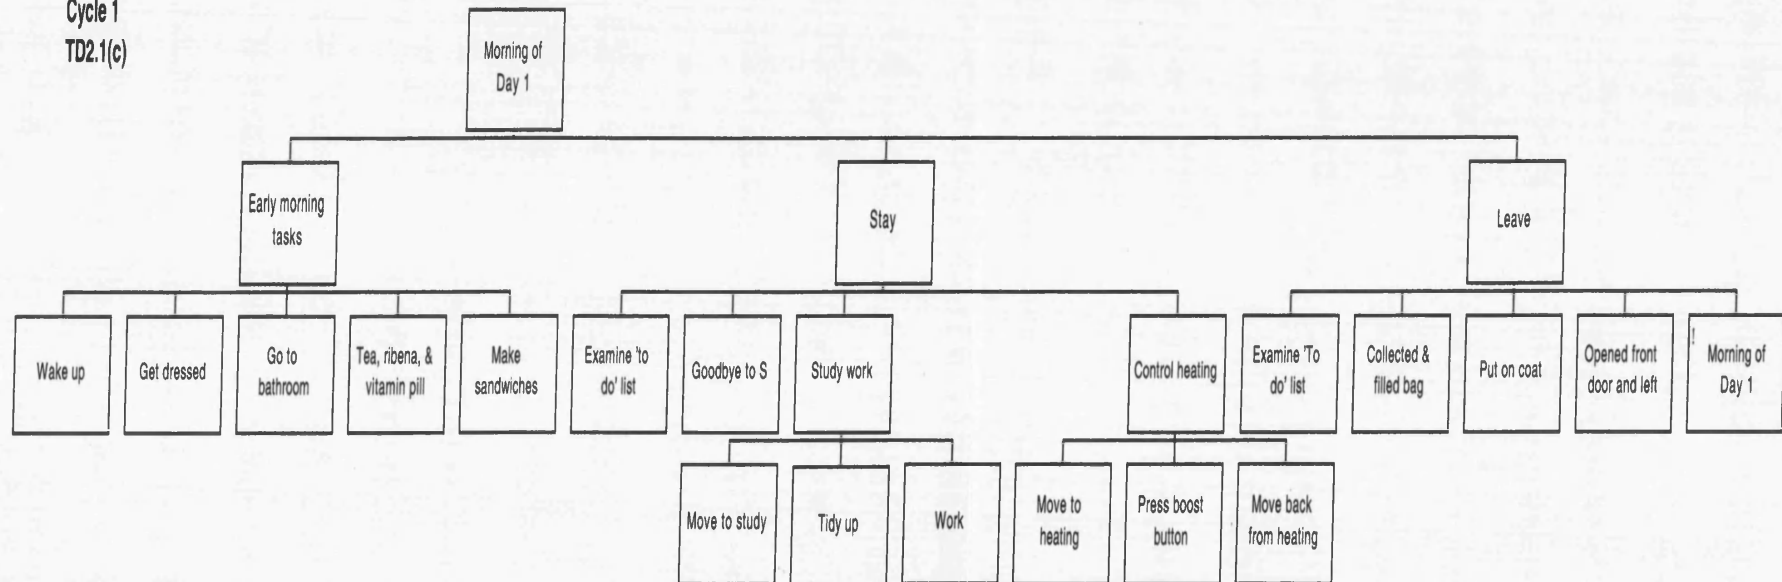 Cycle 1
TD2.1(c)
Morning of
Day 1
Early morning
tasks
Stay
Leave
Wake up
Get dressed
Go to
bathroom
Tea, ribena, &
vitamin pill
Make
sandwiches
Examine 'to
do' list
Goodbye to S
Study work
Control heating
Examine 'To
do' list
Collected &
filled bag
Put on coat
Opened front
door and left
!
Morning of
Day 1
Move to study
Tidy up
Work
Move to
heating
Press boost
button
Move back
from heating